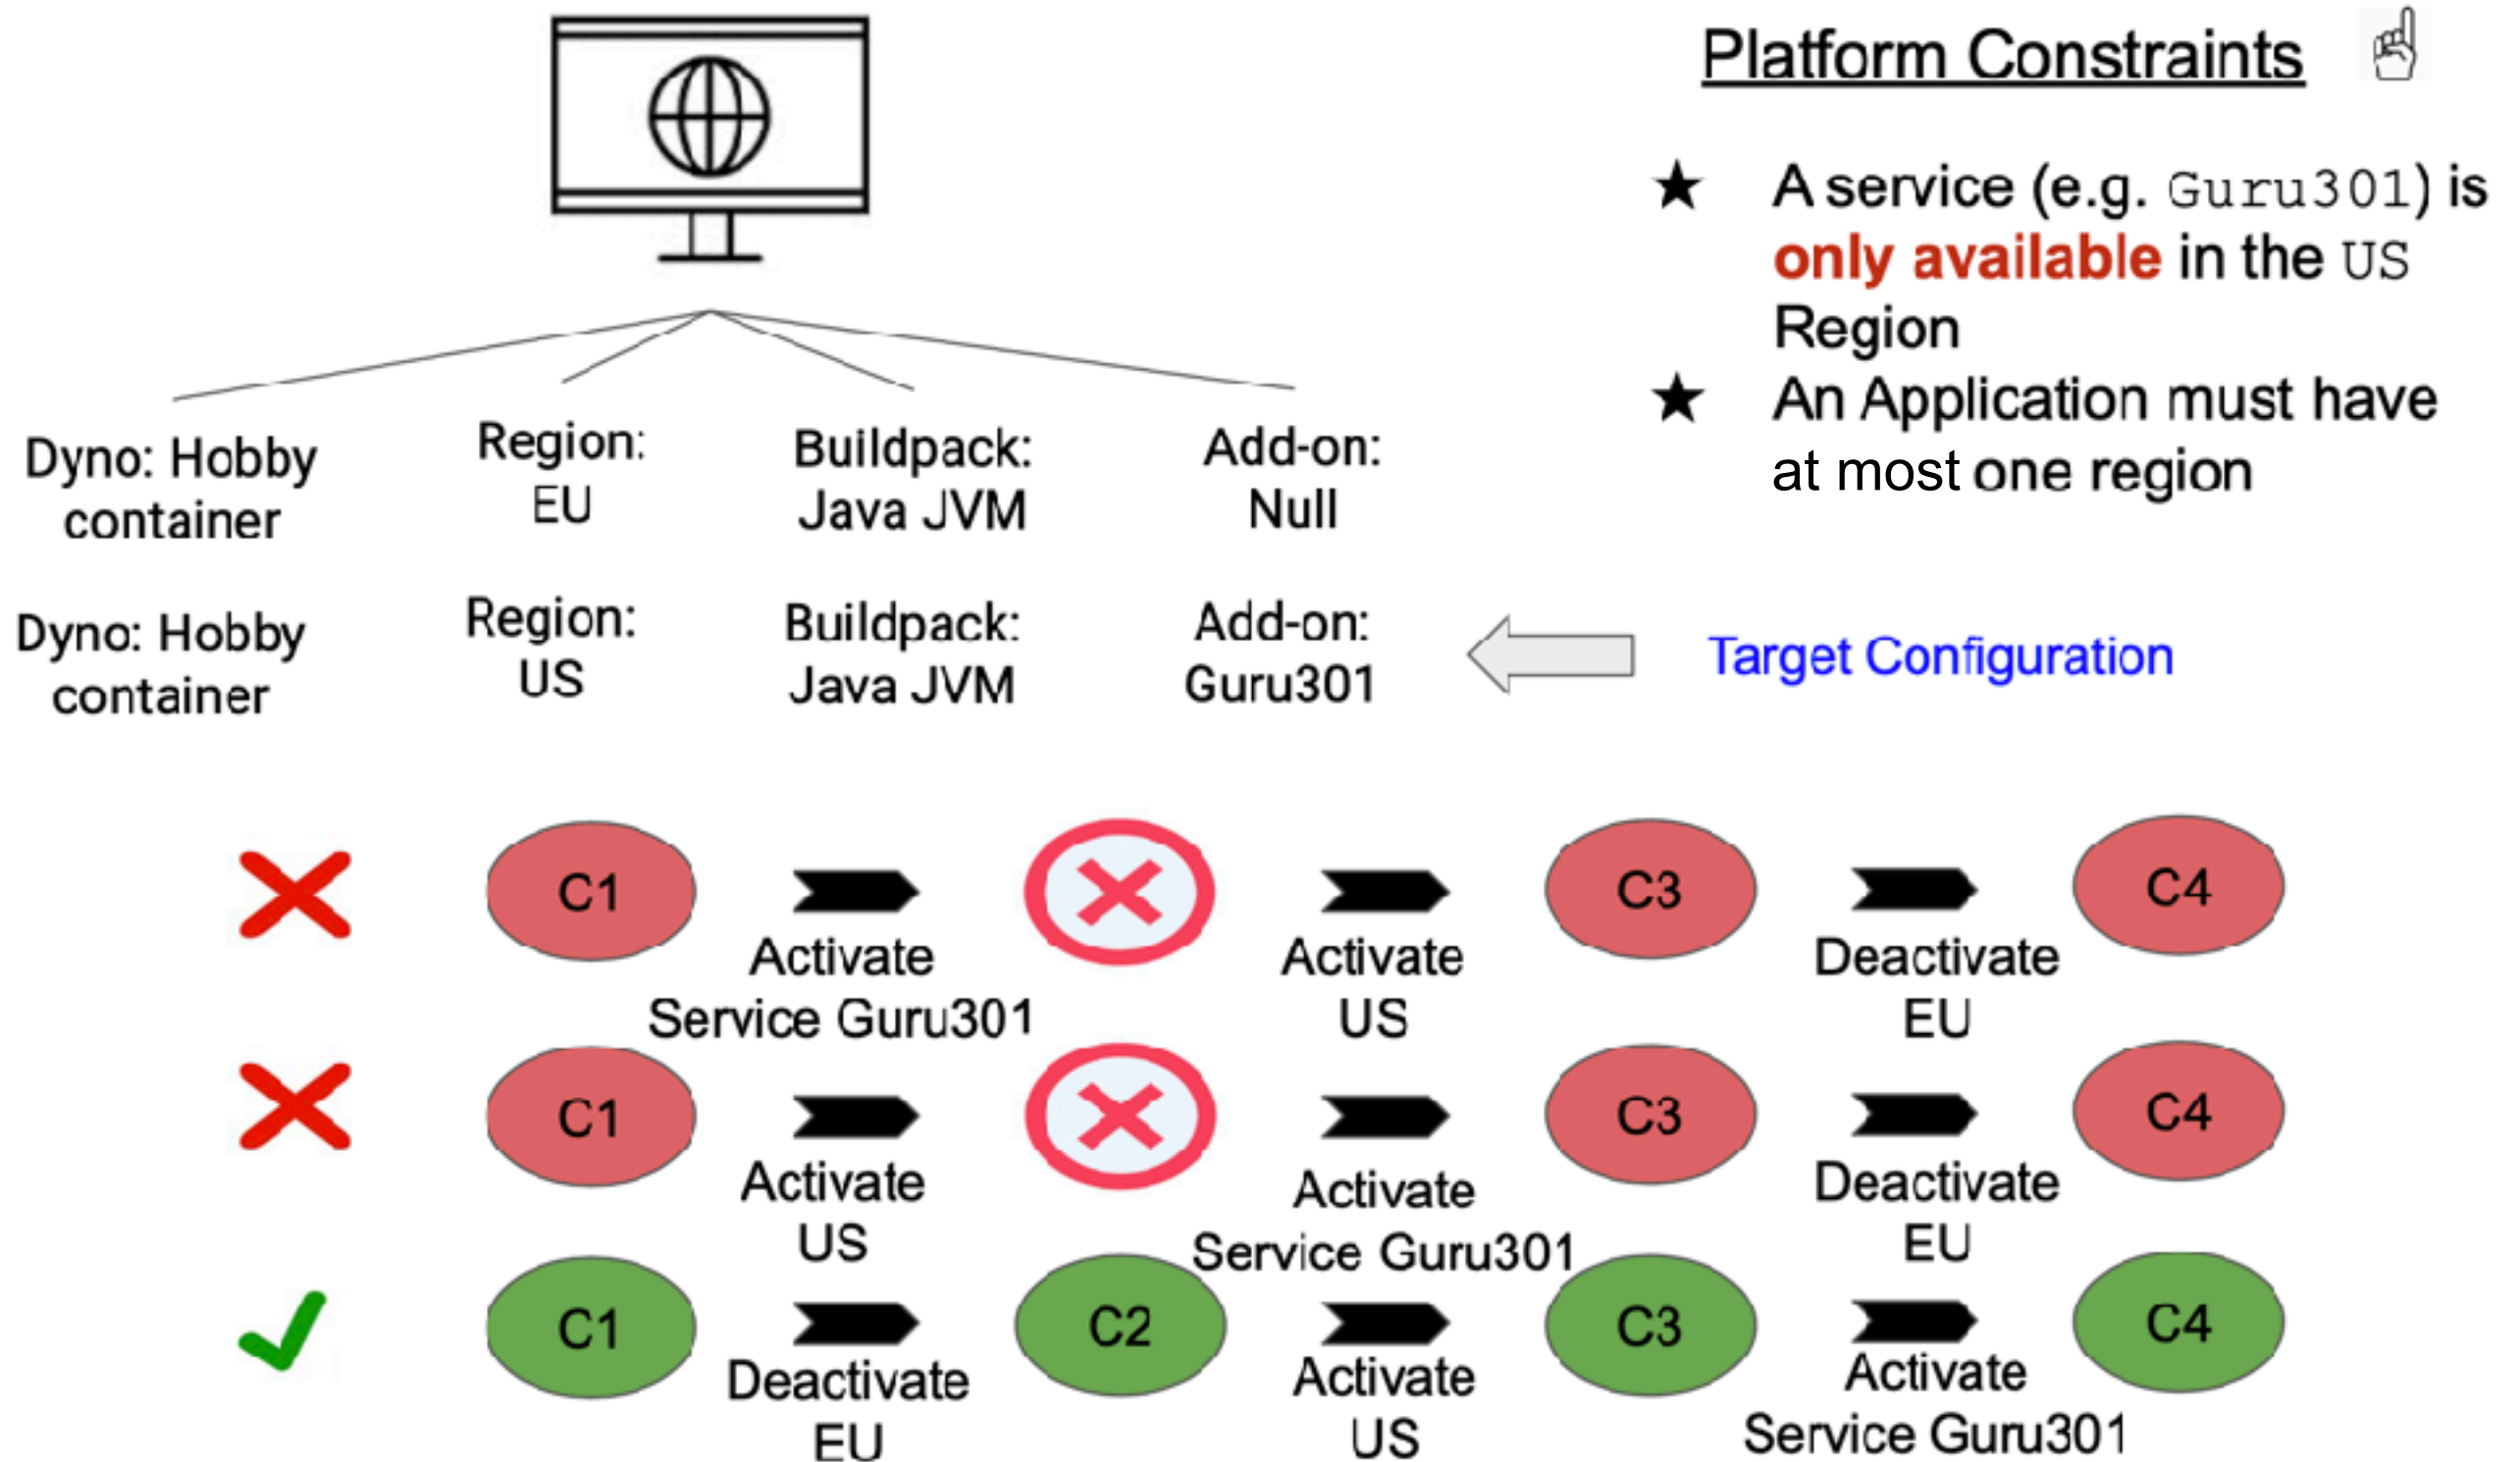 Platform Constraints
★ A service (e.g. Guru301) is
only available in the US
Region
★ An Application must have
at most one region
Dyno: Hobby
container
Region:
EU
Buildpack:
Java JVM
Add-on:
Null
Dyno: Hobby
container
Region:
US
Buildpack:
Java JVM
Add-on:
Guru301
Target Configuration
C1
Activate
Service Guru301
Activate
US
C3
Deactivate
EU
C4
C1
Activate
US
Activate
Service Guru301
C3
Deactivate
EU
C4
C1
Deactivate
EU
C2
Activate
US
C3
Activate
Service Guru301
C4